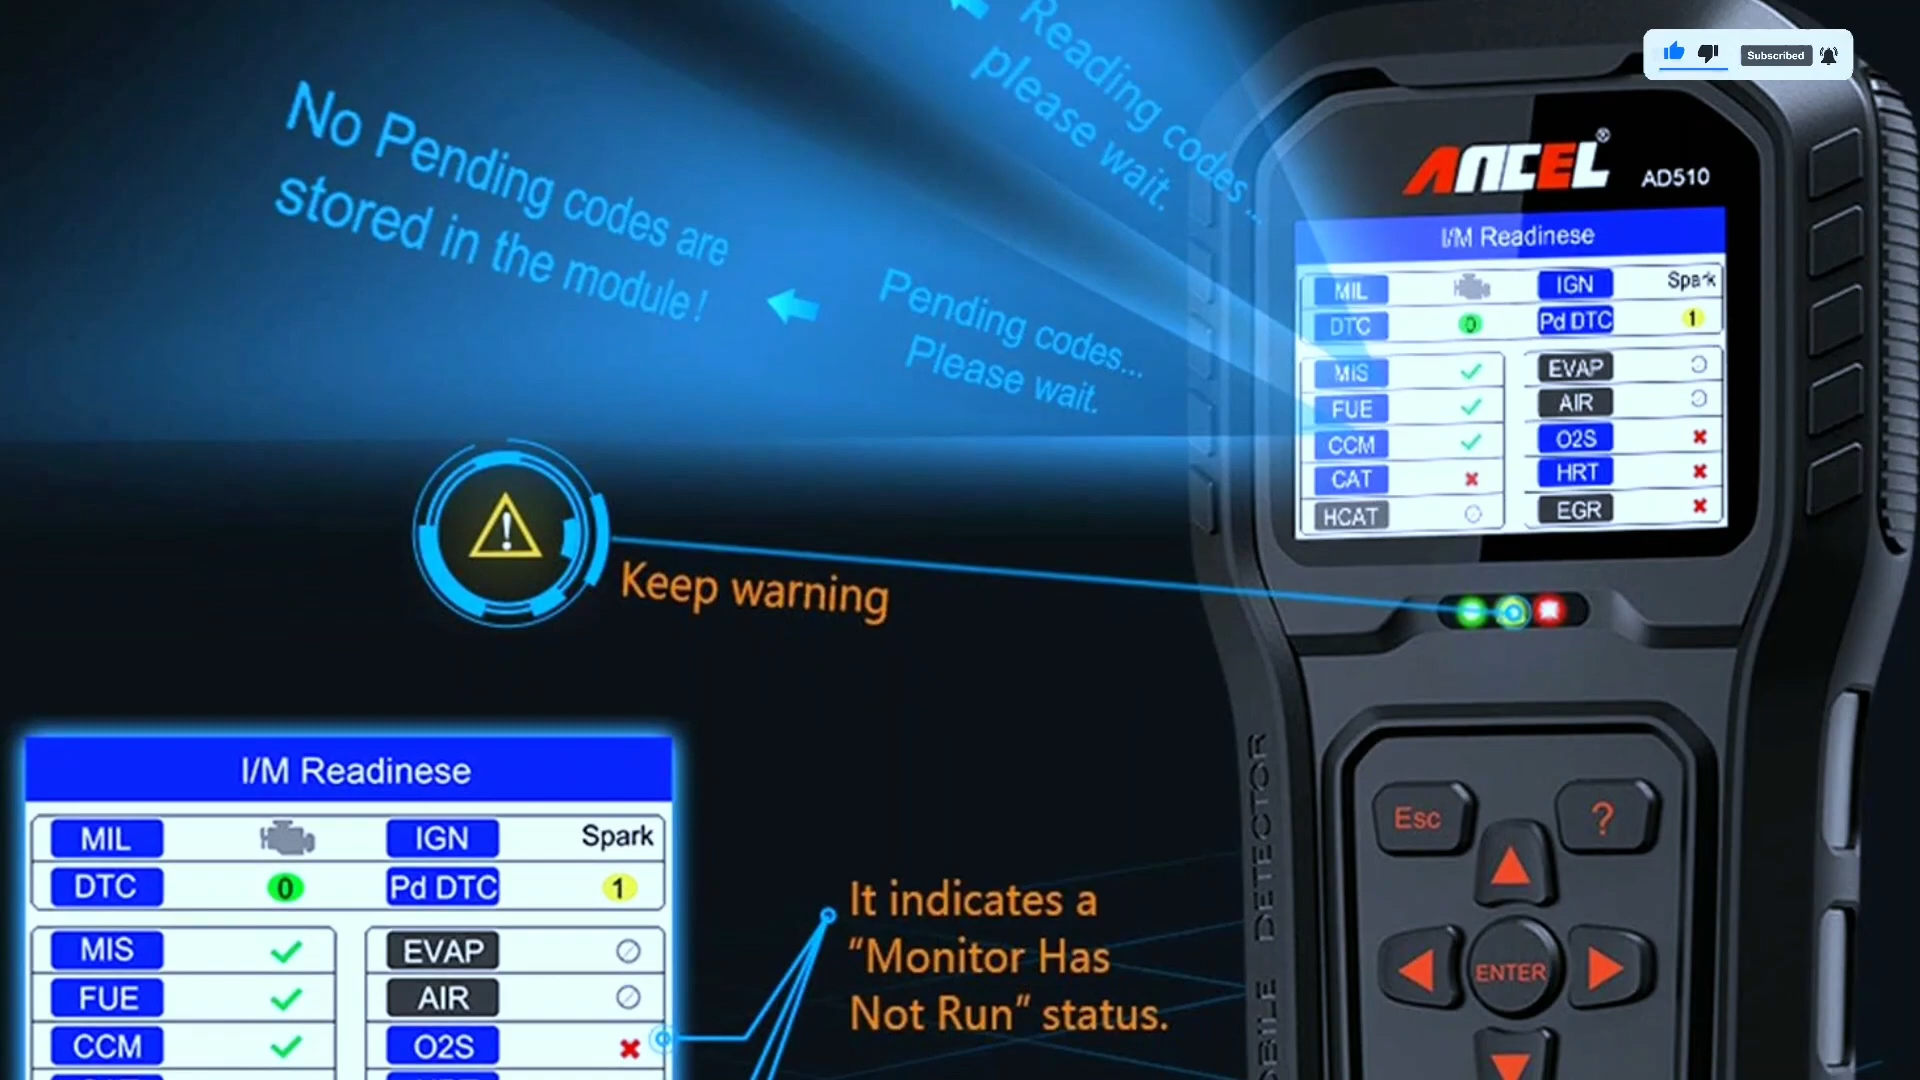 Reading codes...
please wait.
Subscribed
No Pending codes are
stored in the module!
Pending codes...
Please wait.
ANCEL®
AD510
I/M Readinese
MIL
IGN
Spark
DTC
0
Pd DTC
1
MIS
EVAP
FUE
AIR
CCM
O2S
CAT
HRT
HCAT
EGR
Keep warning
I/M Readinese
MIL
IGN
Spark
DTC
0
Pd DTC
1
MIS
EVAP
FUE
AIR
CCM
O2S
It indicates a
“Monitor Has
Not Run” status.
Esc
?
ENTER
DETECTOR